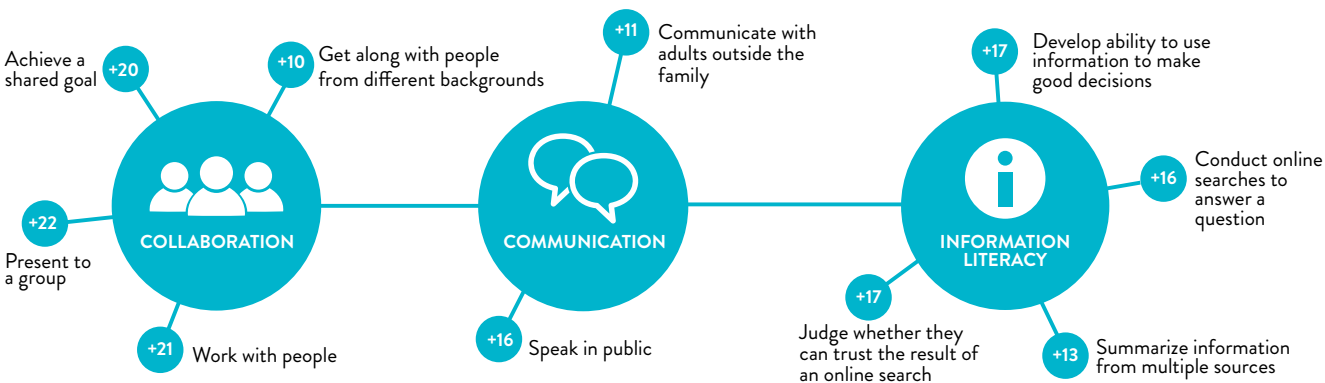 Achieve a
shared goal
+20
+10
Get along with people
from different backgrounds
+22
Present to
a group
COLLABORATION
+21
Work with people
+11
Communicate with
adults outside the
family
COMMUNICATION
+16
Speak in public
+17
Develop ability to use
information to make
good decisions
+16
Conduct online
searches to
answer a
question
INFORMATION
LITERACY
+17
Judge whether they
can trust the result of
an online search
+13
Summarize information
from multiple sources